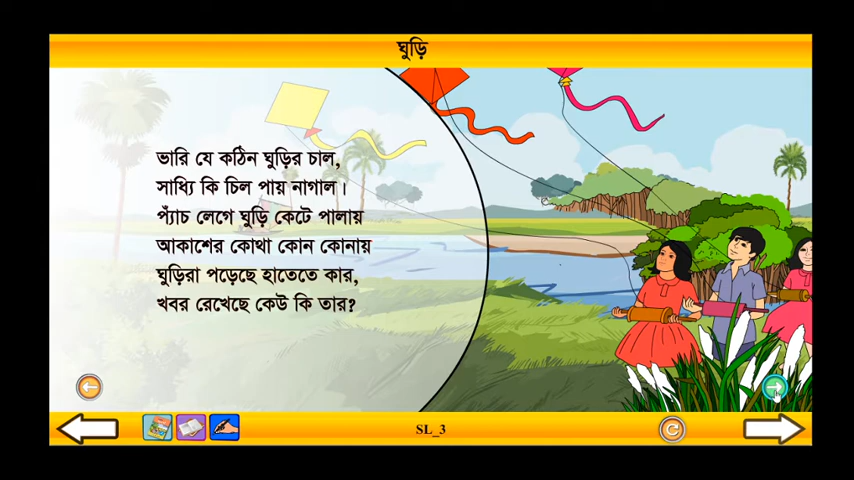 ঘুড়ি
ভারি যে কঠিন ঘুড়ির চাল,
সাধ্যি কি চিল পায় নাগাল।
প্যাঁচ লেগে ঘুড়ি কেটে পালায়
আকাশের কোথা কোন কোনায়
ঘুড়িরা পড়েছে হাতেতে কার,
খবর রেখেছে কেউ কি তার?
SL_3